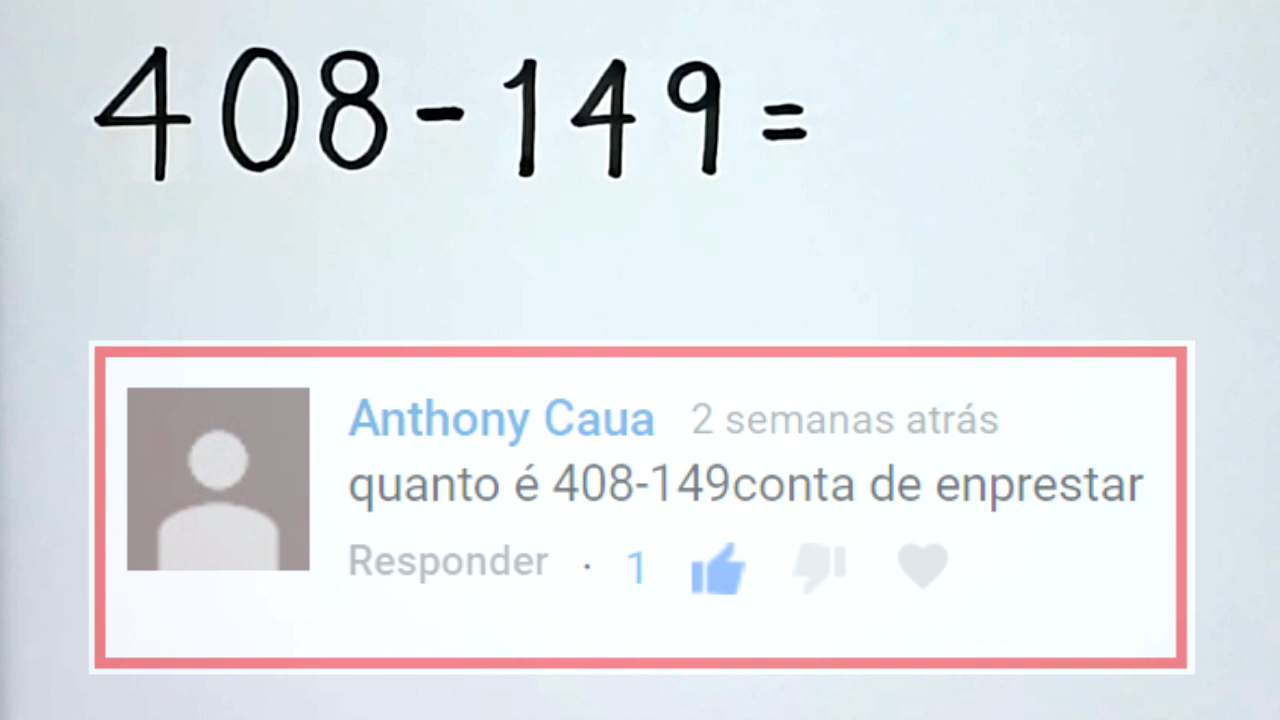 408-149=
Anthony Caua 2 semanas atrás
quanto é 408-149conta de enprestar
Responder · 1